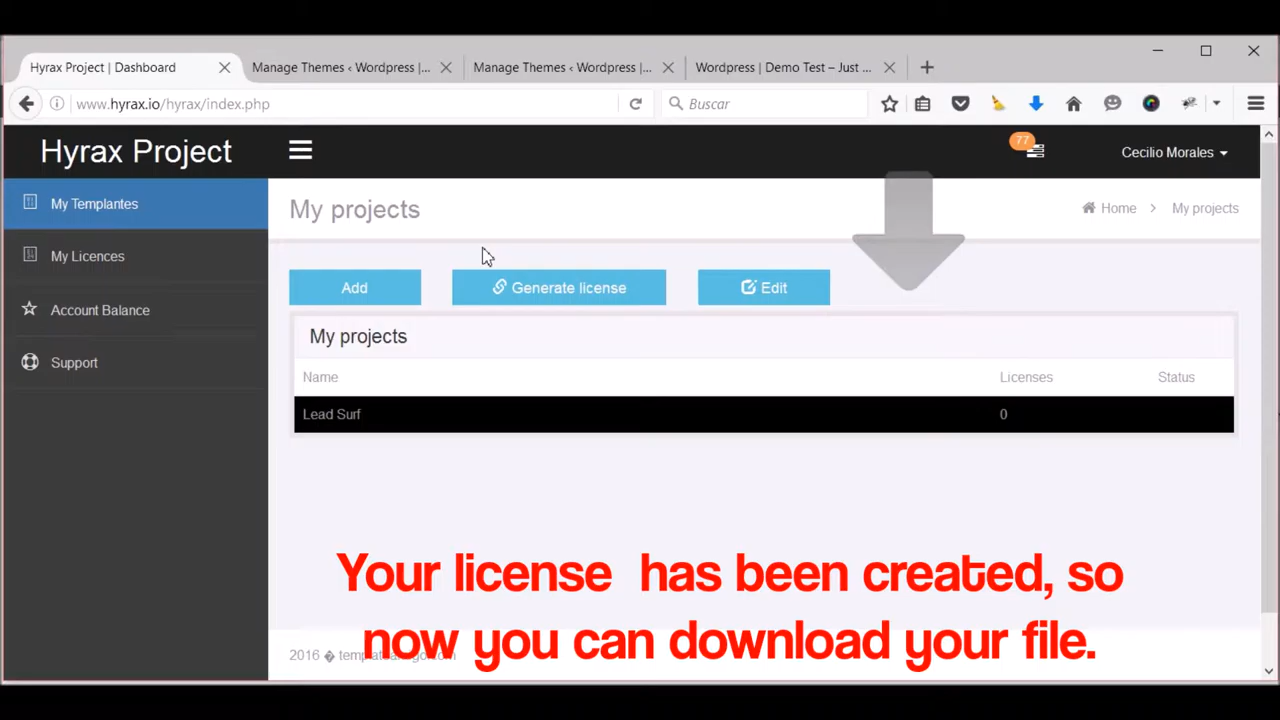 Hyrax Project | Dashboard
Manage Themes ‹ Wordpress |...
Manage Themes ‹ Wordpress |...
Wordpress | Demo Test – Just ...
www.hyrax.io/hyrax/index.php
Buscar
Hyrax Project
77
Cecilio Morales
My Templantes
My Licences
Account Balance
Support
My projects
Home > My projects
Add
Generate license
Edit
My projects
Name Licenses Status
Lead Surf 0
Your license has been created, so
now you can download your file.
2016 �